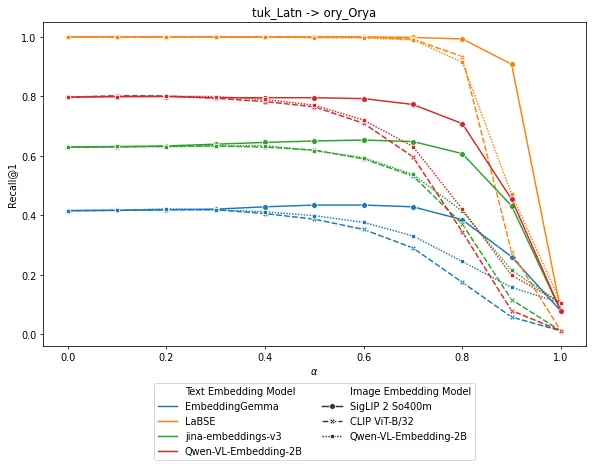 tuk_Latn -> ory_Orya
1.0
0.8
0.6
0.4
0.2
0.0
Recall@1
0.0 0.2 0.4 0.6 0.8 1.0
α
Text Embedding Model
EmbeddingGemma
LaBSE
jina-embeddings-v3
Qwen-VL-Embedding-2B
Image Embedding Model
SigLIP 2 So400m
CLIP ViT-B/32
Qwen-VL-Embedding-2B